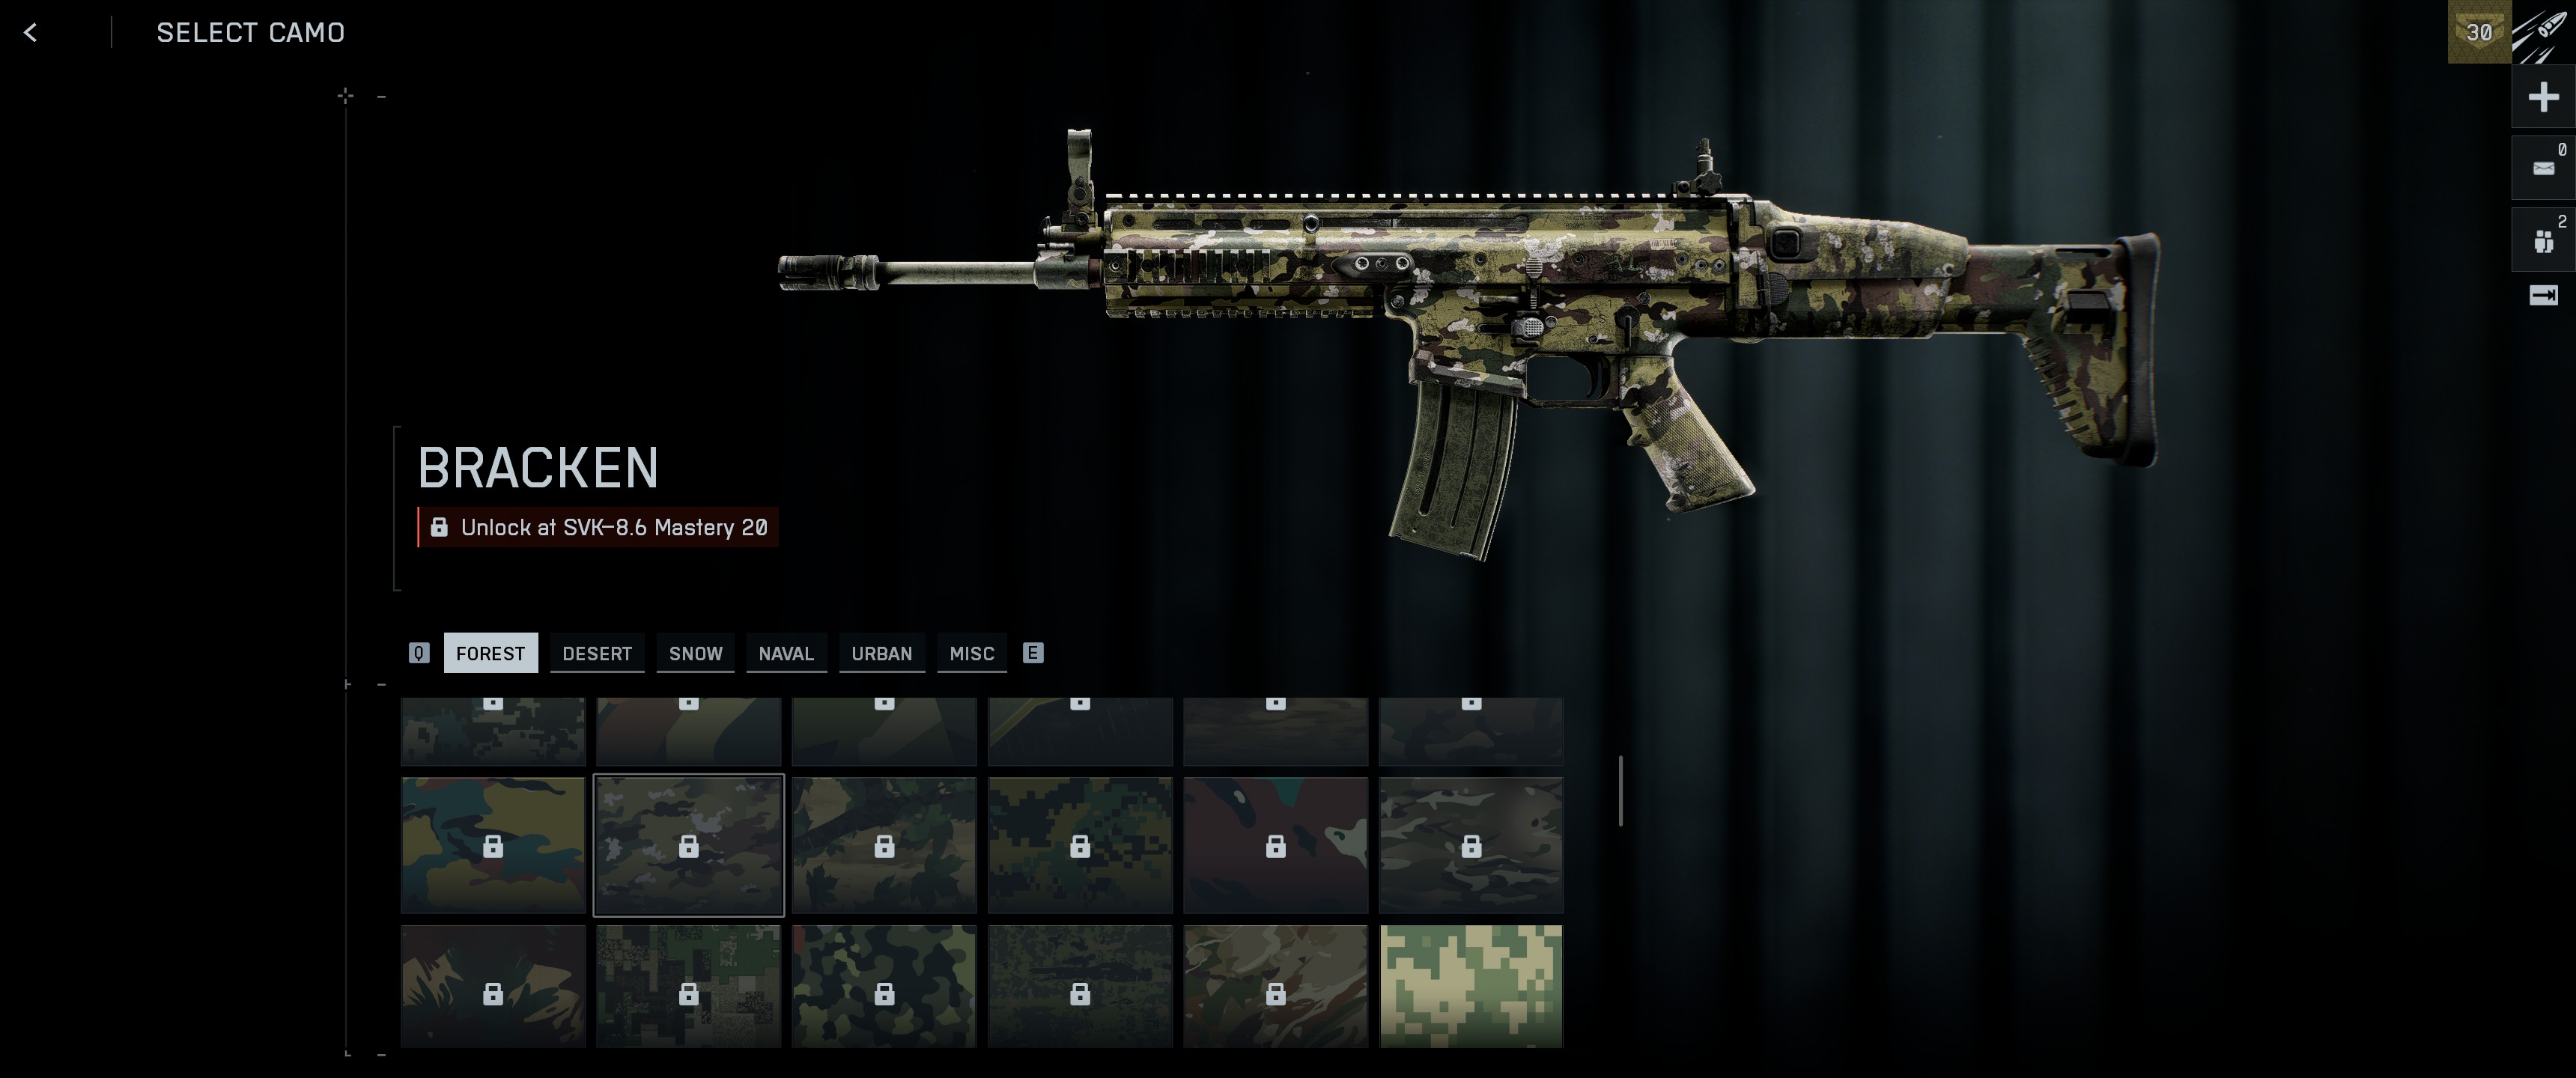 SELECT CAMO
30
0
2
BRACKEN
Unlock at SVK-8.6 Mastery 20
Q FOREST DESERT SNOW NAVAL URBAN MISC E